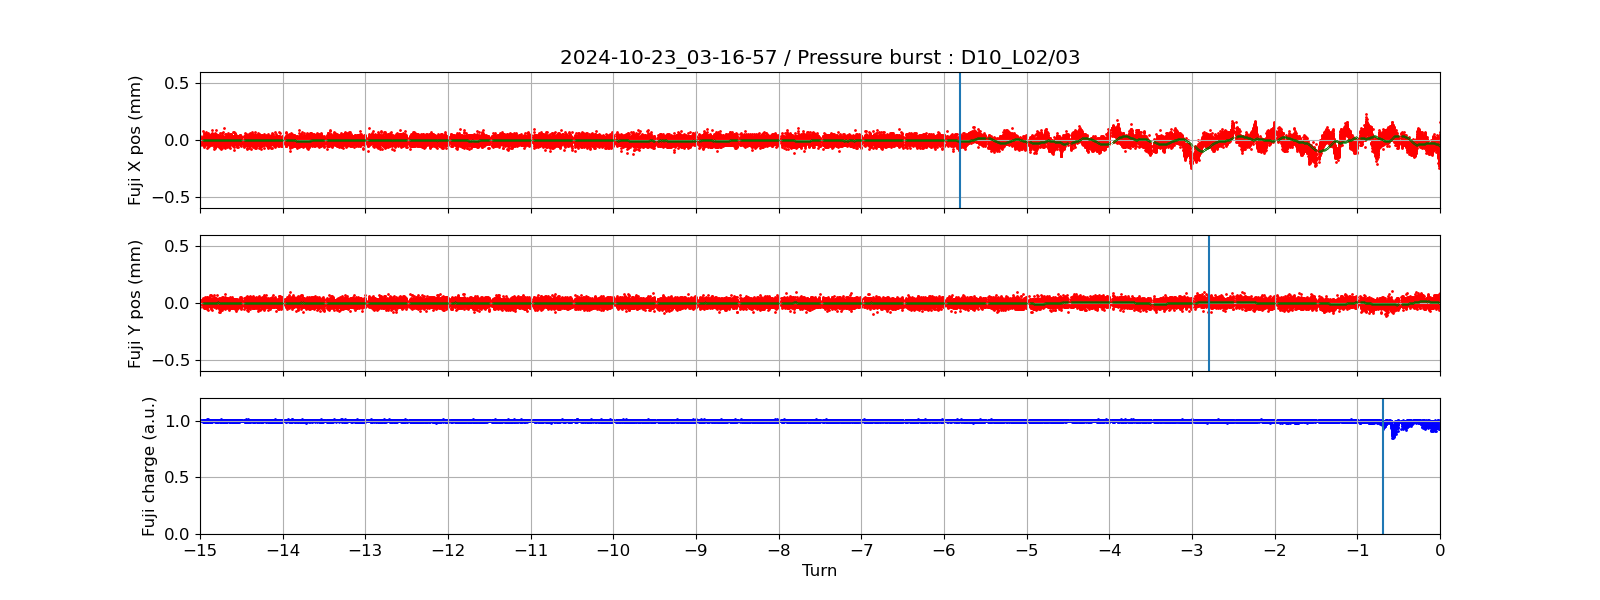 2024-10-23_03-16-57 / Pressure burst : D10_L02/03
Fuji X pos (mm)
0.5
0.0
−0.5
Fuji Y pos (mm)
0.5
0.0
−0.5
Fuji charge (a.u.)
1.0
0.5
0.0
−15 −14 −13 −12 −11 −10 −9 −8 −7 −6 −5 −4 −3 −2 −1 0
Turn